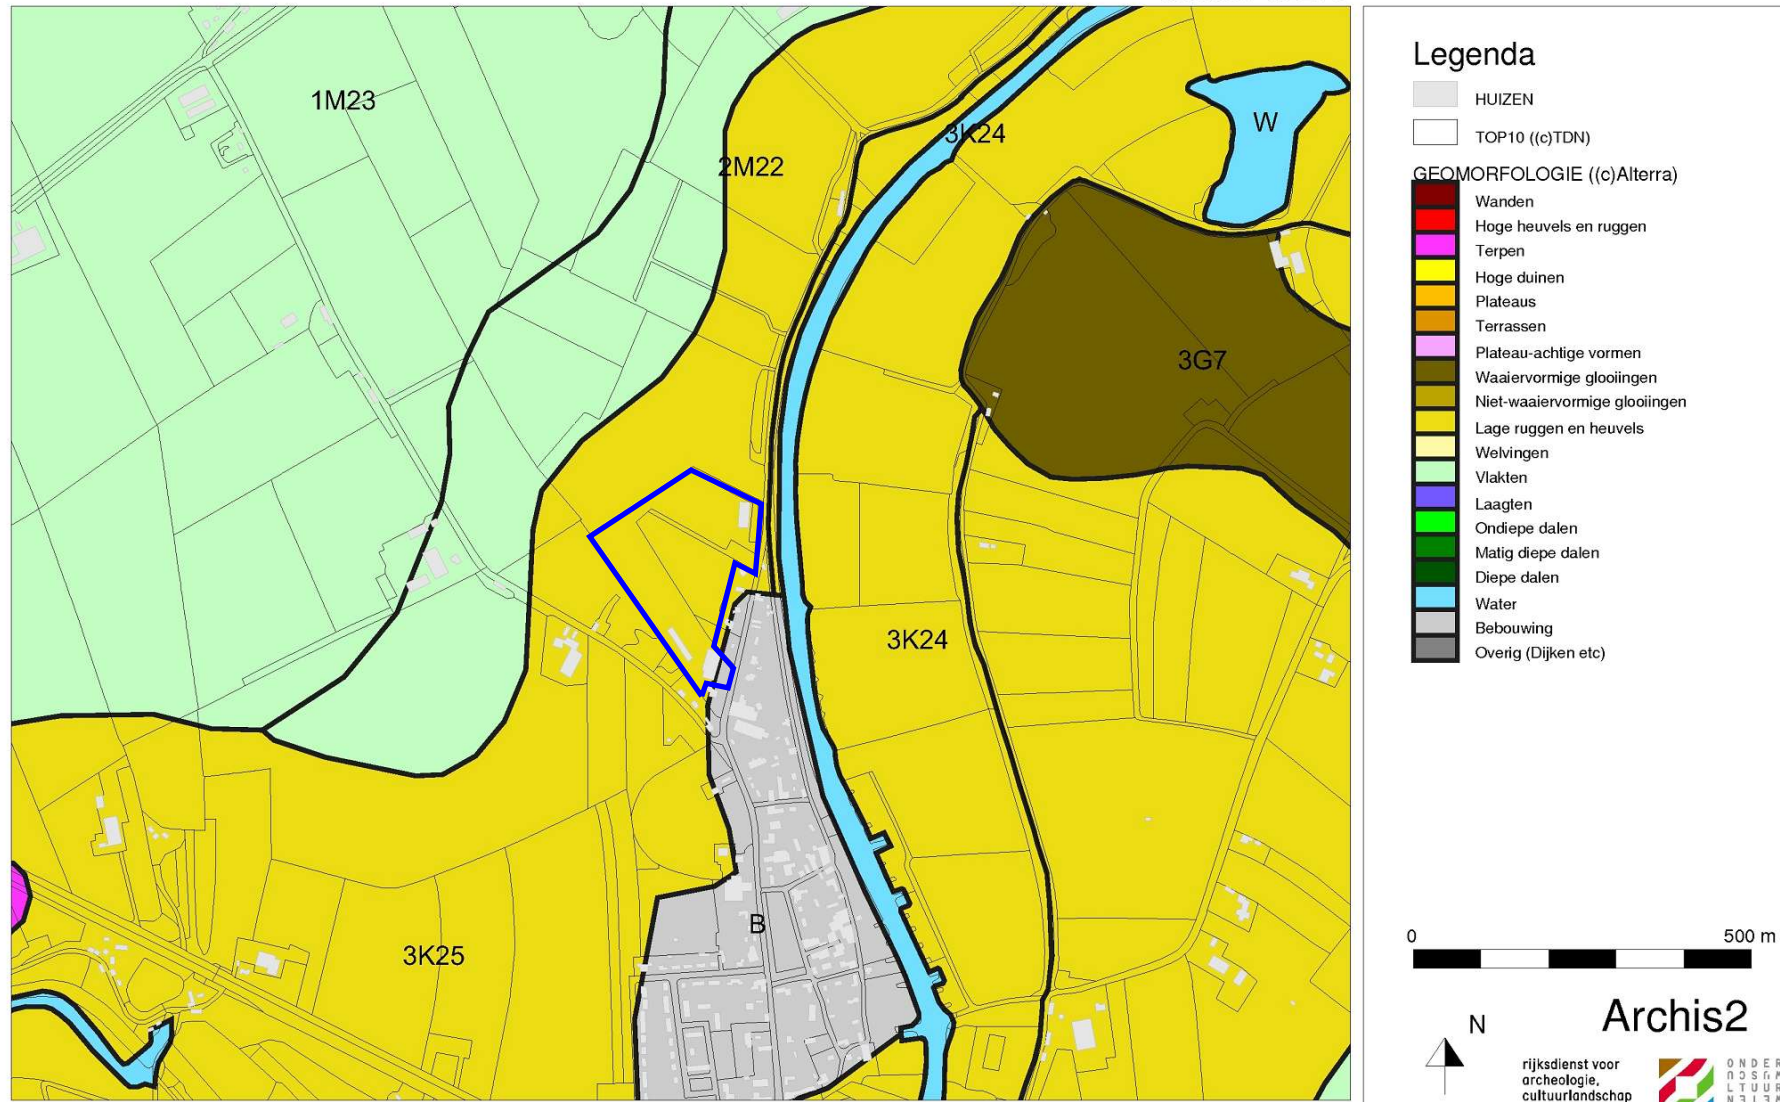 1M23
2M22
3K24
W
3G7
3K24
B
3K25
Legenda
HUIZEN
TOP10 ((c)TDN)
GEOMORFOLOGIE ((c)Alterra)
Wanden
Hoge heuvels en ruggen
Terpen
Hoge duinen
Plateaus
Terrassen
Plateau-achtige vormen
Waaiervormige glooiingen
Niet-waaiervormige glooiingen
Lage ruggen en heuvels
Welvingen
Vlakten
Laagten
Ondiepe dalen
Matig diepe dalen
Diepe dalen
Water
Bebouwing
Overig (Dijken etc)
0 500 m
N
Archis2
rijksdienst voor
archeologie,
cultuurlandschap
ONDER
LTUUR